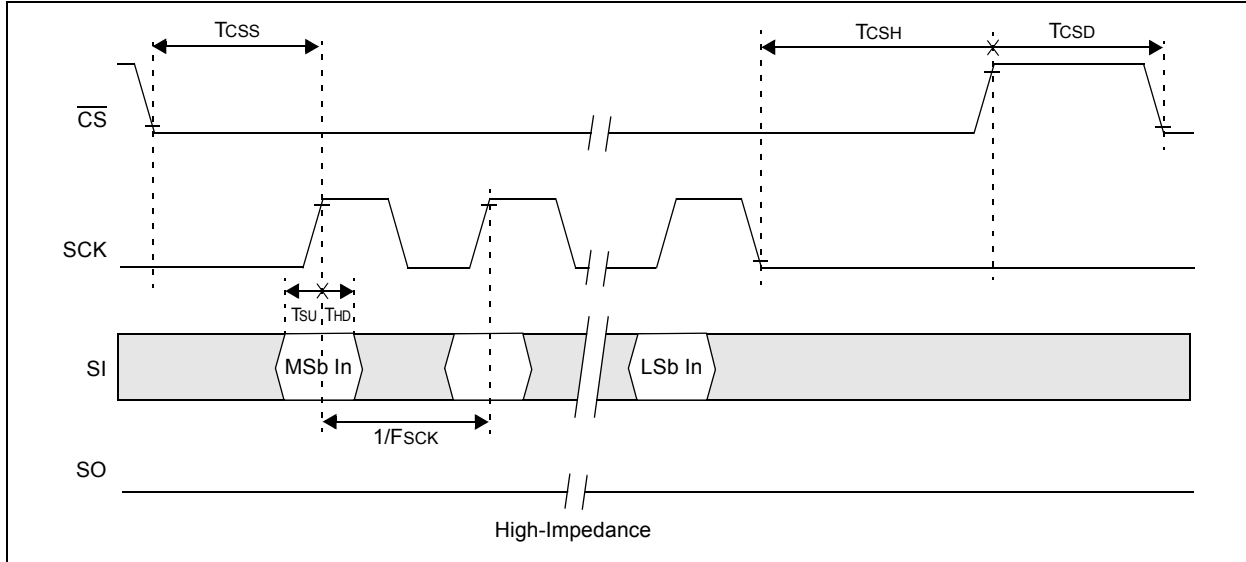 TCSS
TCSH
TCSD
CS
SCK
TSU THD
SI
MSb In
LSb In
1/FSCK
SO
High-Impedance